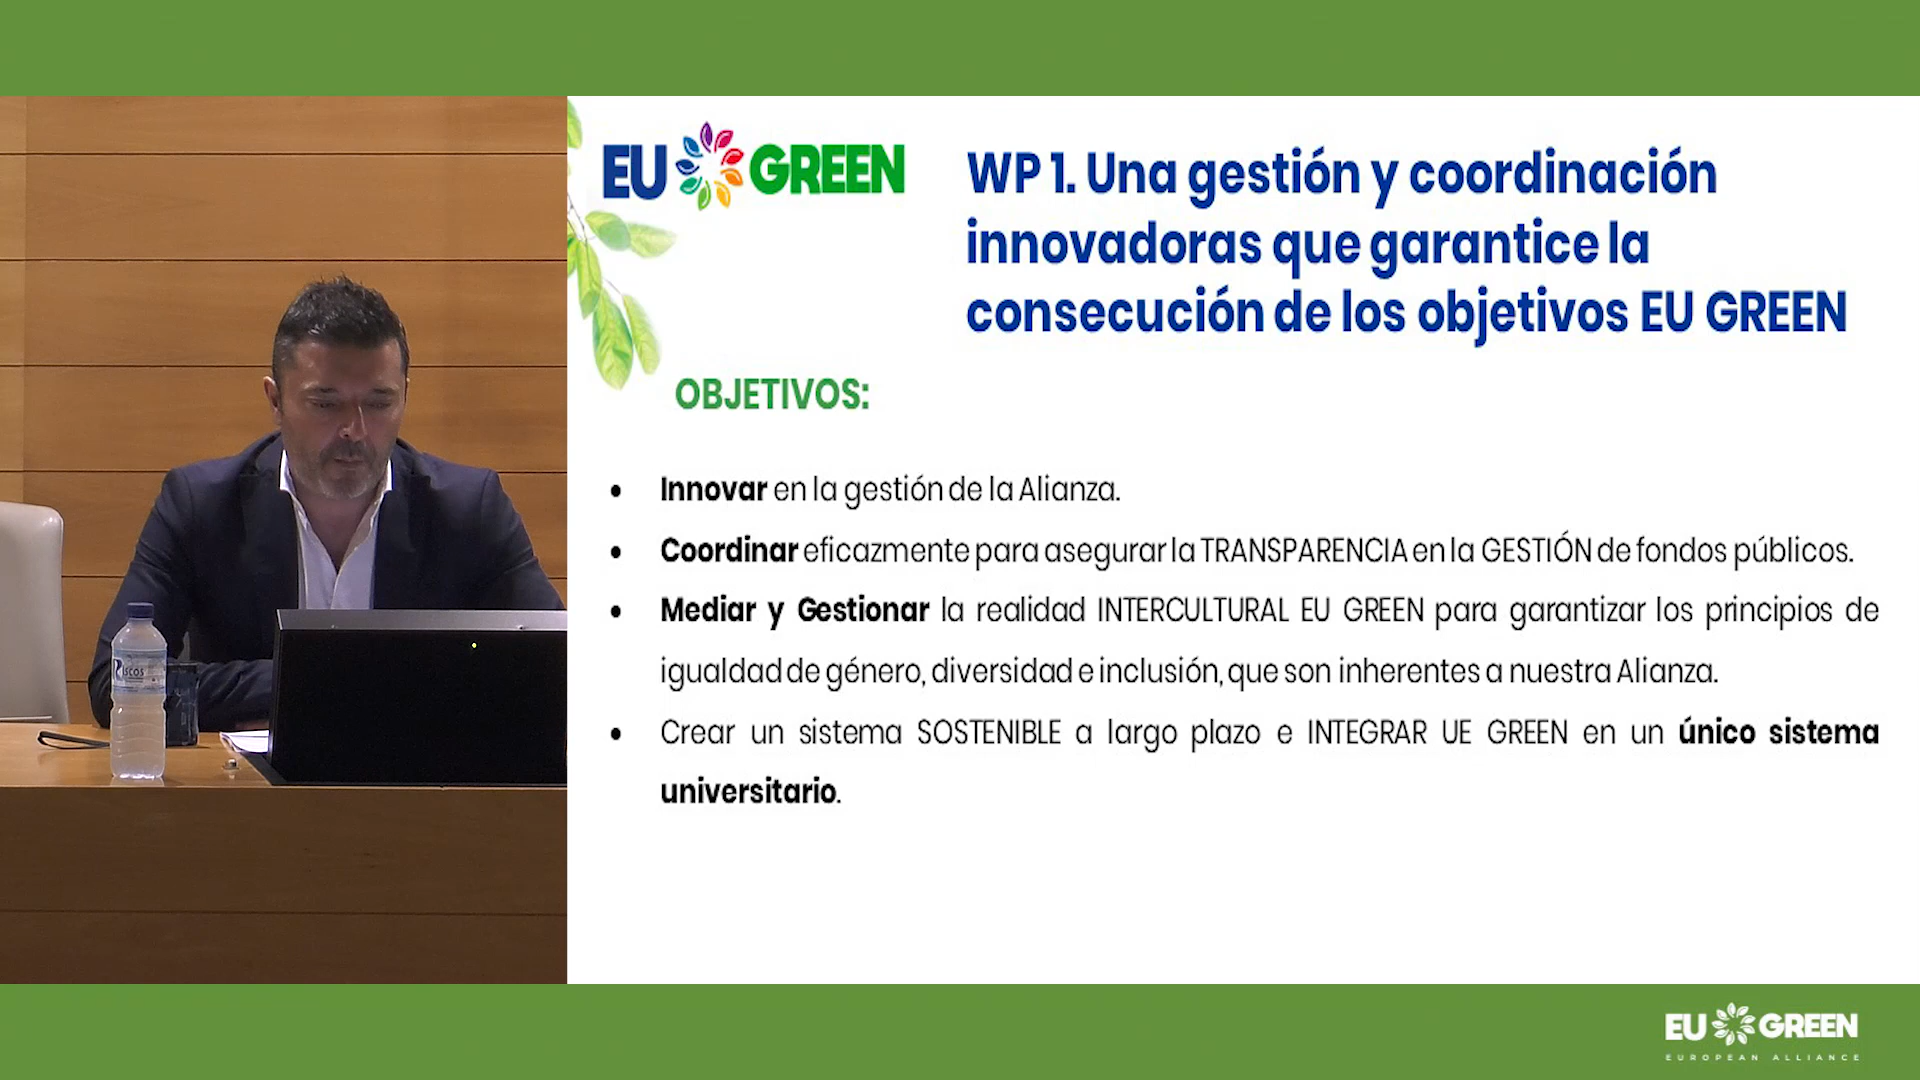 EU GREEN
WP 1. Una gestión y coordinación
innovadoras que garantice la
consecución de los objetivos EU GREEN
OBJETIVOS:
• Innovar en la gestión de la Alianza.
• Coordinar eficazmente para asegurar la TRANSPARENCIA en la GESTIÓN de fondos públicos.
• Mediar y Gestionar la realidad INTERCULTURAL EU GREEN para garantizar los principios de
igualdad de género, diversidad e inclusión, que son inherentes a nuestra Alianza.
• Crear un sistema SOSTENIBLE a largo plazo e INTEGRAR UE GREEN en un único sistema
universitario.
EU GREEN
EUROPEAN ALLIANCE